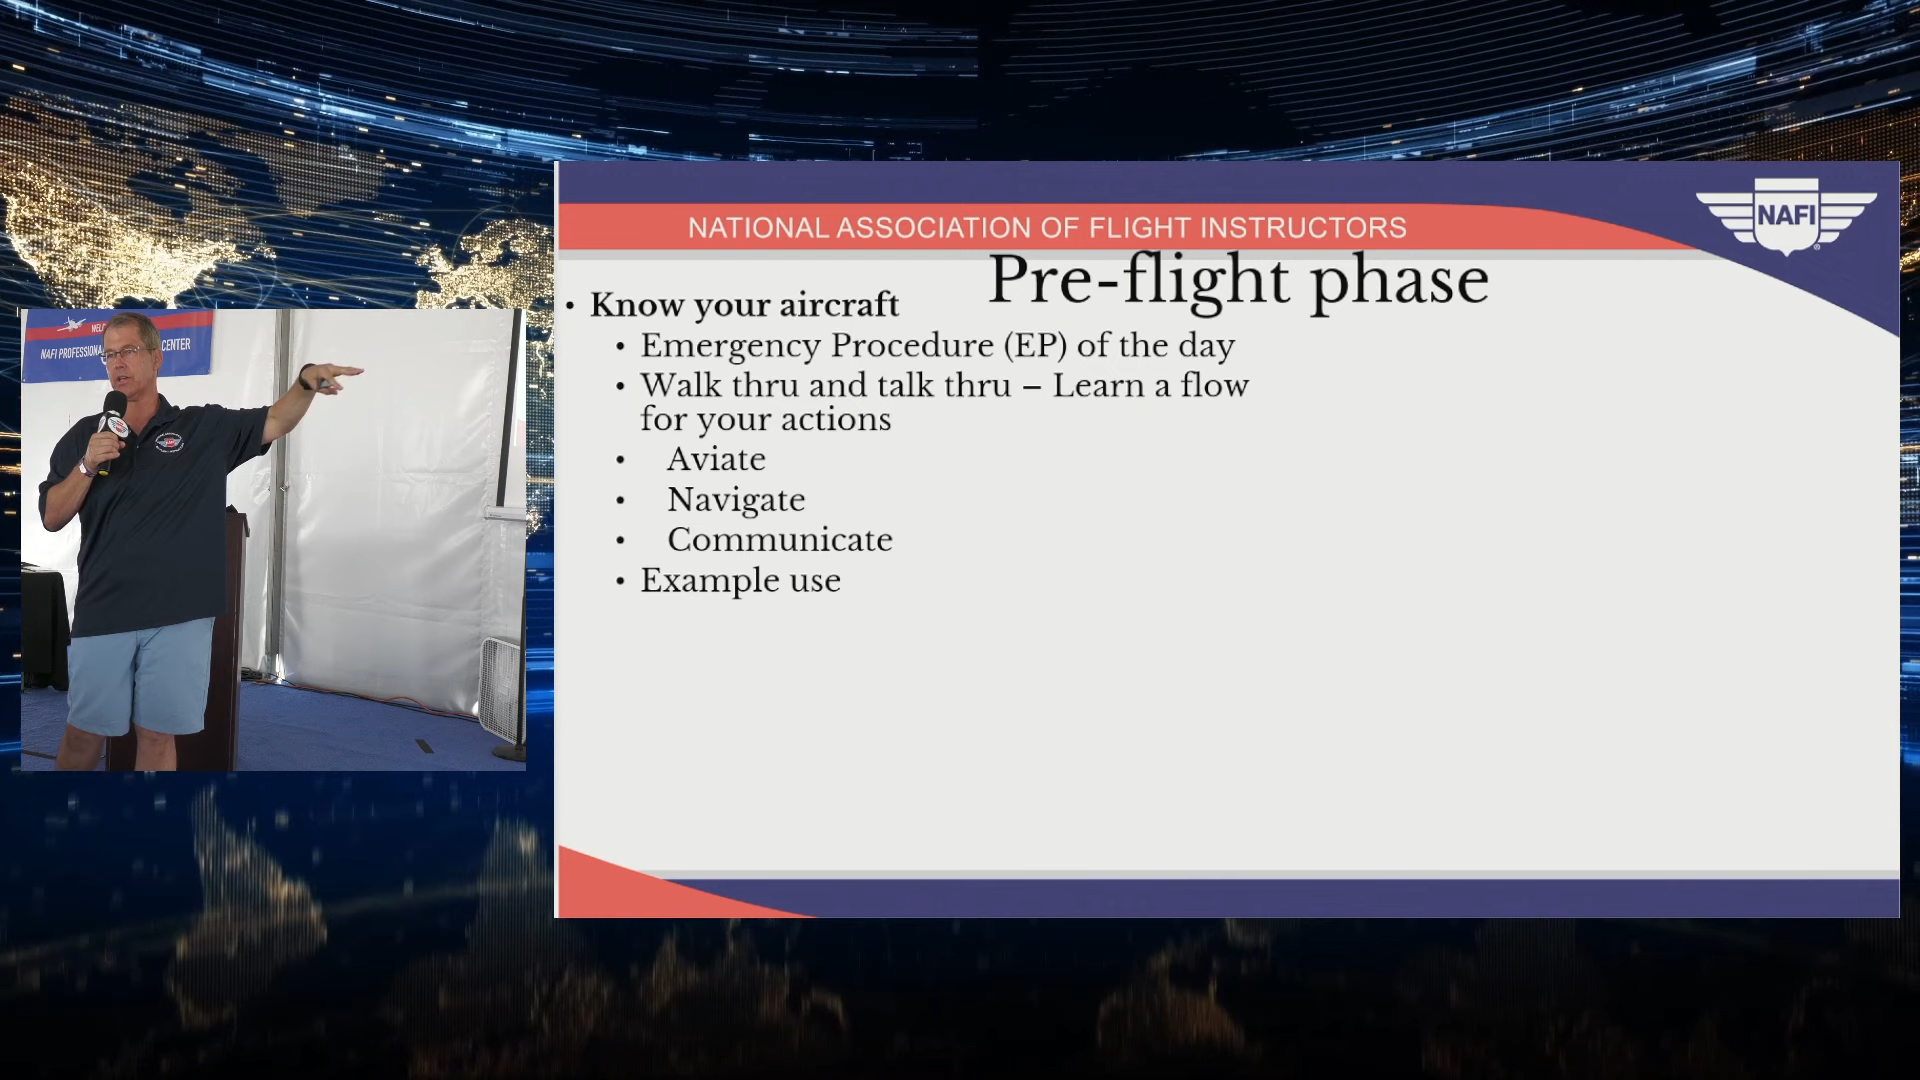 NATIONAL ASSOCIATION OF FLIGHT INSTRUCTORS
NAFI
Pre-flight phase
• Know your aircraft
• Emergency Procedure (EP) of the day
• Walk thru and talk thru – Learn a flow
for your actions
• Aviate
• Navigate
• Communicate
• Example use
NAFI PROFESSIONAL CENTER